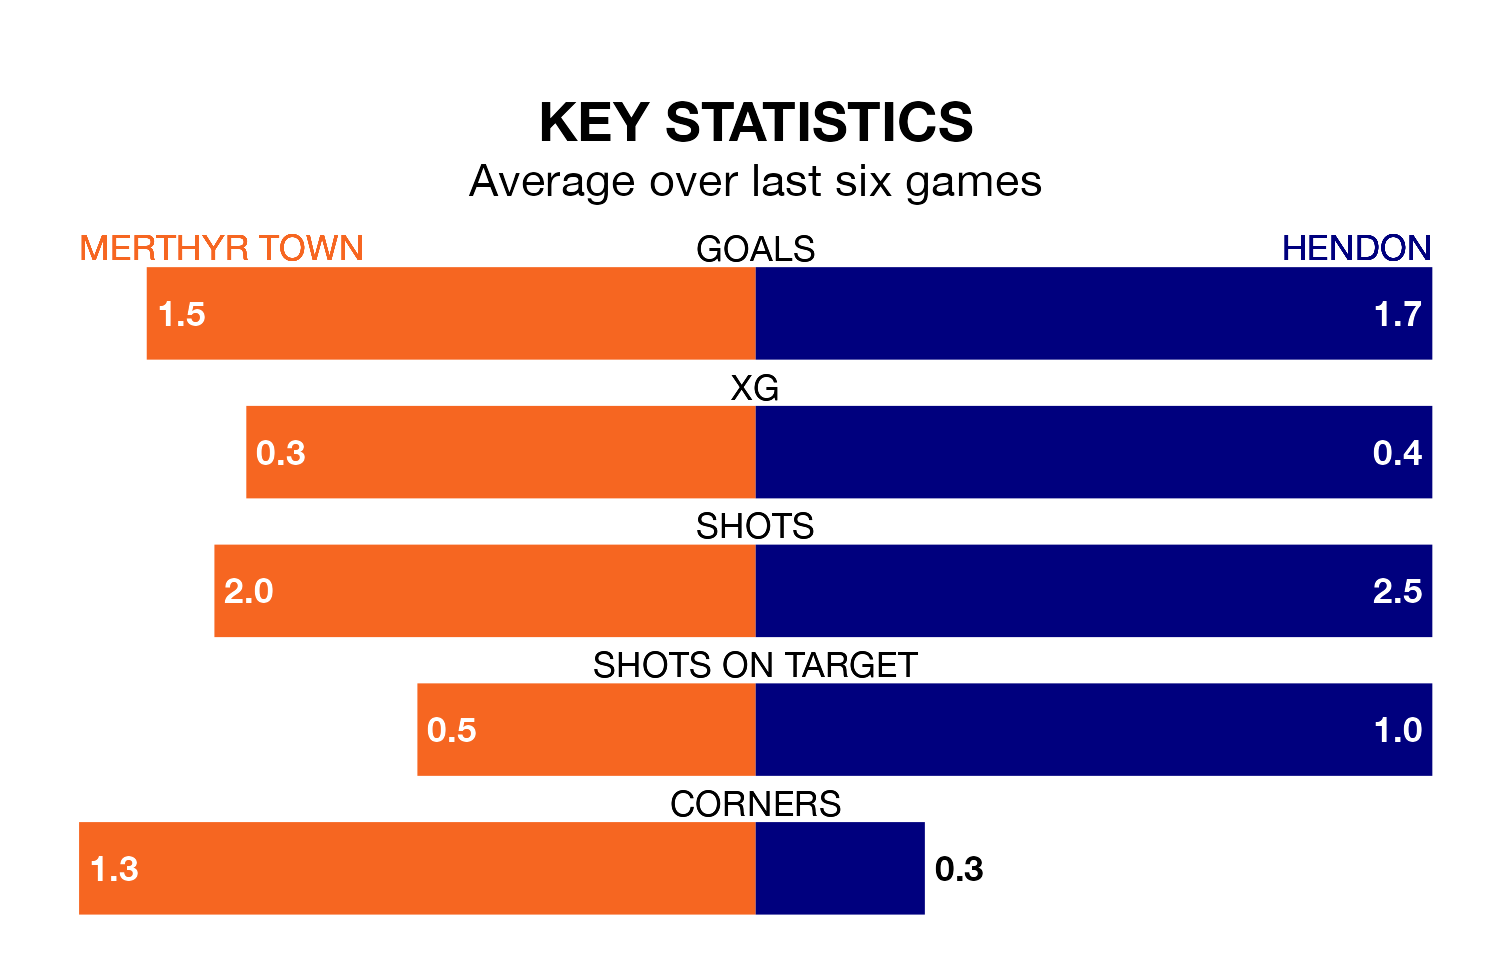 KEY STATISTICS
Average over last six games
MERTHYR TOWN GOALS HENDON
1.5 1.7
XG
0.3 0.4
SHOTS
2.0 2.5
SHOTS ON TARGET
0.5 1.0
CORNERS
1.3 0.3